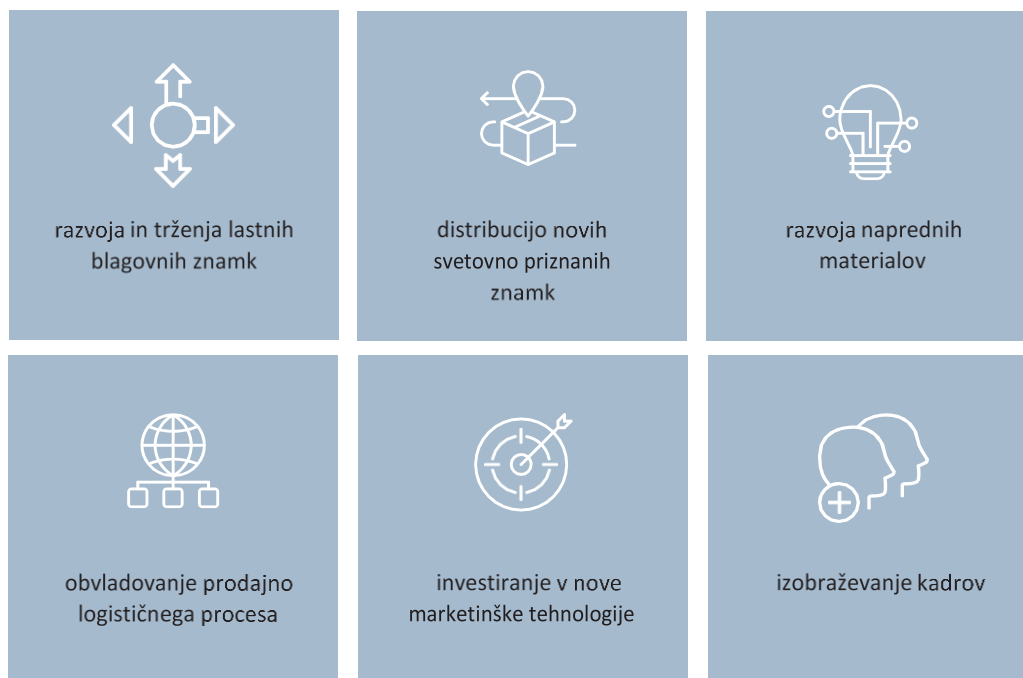 razvoja in trženja lastnih
blagovnih znamk
distribucijo novih
svetovno priznanih
znamk
razvoja naprednih
materialov
obvladovanje prodajno
logističnega procesa
investiranje v nove
marketinške tehnologije
izobraževanje kadrov